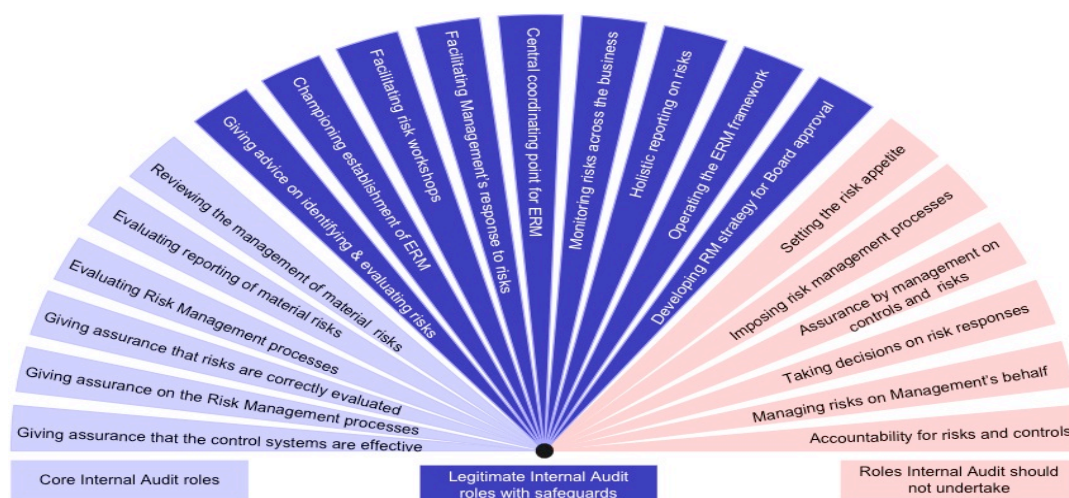 Giving assurance that the control systems are effective
Giving assurance on the Risk Management processes
Giving assurance that risks are correctly evaluated
Evaluating Risk Management processes
Evaluating reporting of material risks
Reviewing the management of material risks
Giving advice on identifying & evaluating risks
Championing establishment of ERM
Facilitating risk workshops
Facilitating Management's response to risks
Central coordinating point for ERM
Monitoring risks across the business
Holistic reporting on risks
Operating the ERM framework
Developing RM strategy for Board approval
Setting the risk appetite
Imposing risk management processes
Assurance by management on
controls and risks
Taking decisions on risk responses
Managing risks on Management's behalf
Accountability for risks and controls
Core Internal Audit roles
Legitimate Internal Audit
roles with safeguards
Roles Internal Audit should
not undertake